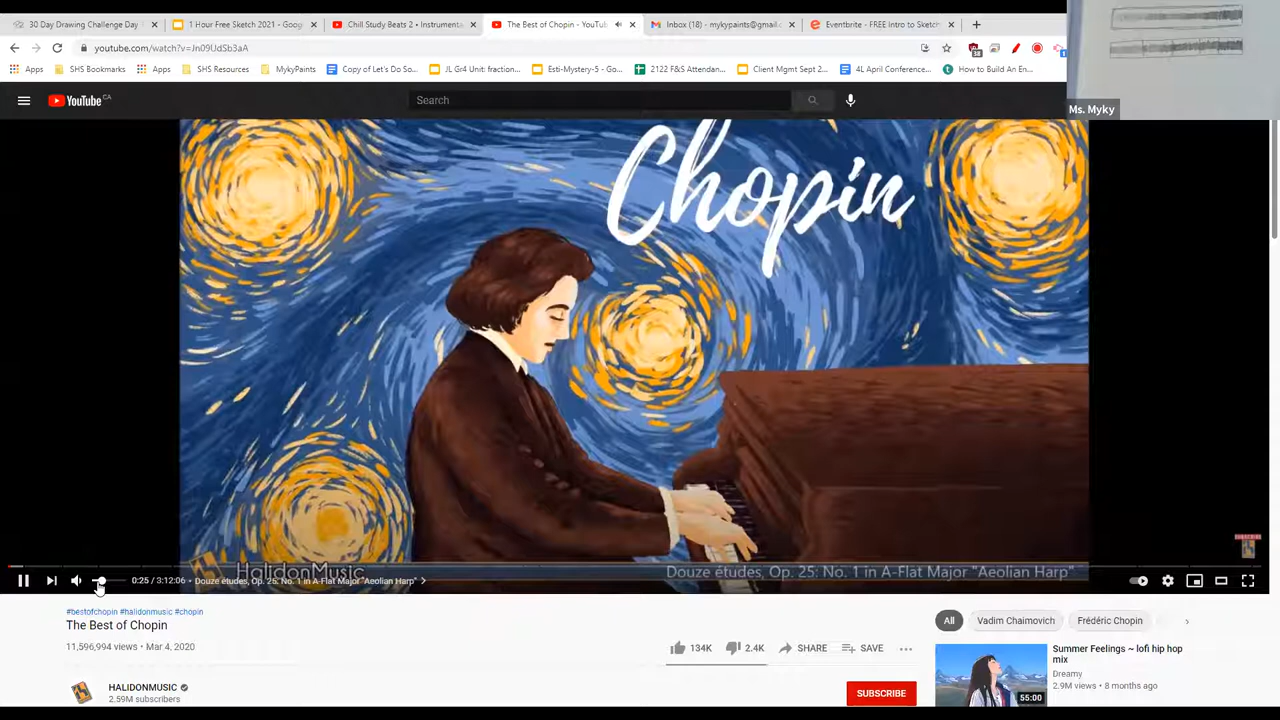 30 Day Drawing Challenge Day
1 Hour Free Sketch 2021 - Goog
Chill Study Beats 2 • Instrumenta
The Best of Chopin - YouTu
Inbox (18) - mykypaints@gmail.c
Eventbrite - FREE Intro to Sketch
youtube.com/watch?v=Jn09UdSb3aA
Apps
SHS Bookmarks
Apps
SHS Resources
MykyPaints
Copy of Let's Do So...
JL Gr4 Unit: fraction...
Esti-Mystery-5 - Go...
2122 F&S Attendan...
Client Mgmt Sept 2...
4L April Conference...
How to Build An En...
Ms. Myky
YouTube CA
Search
Chopin
HalidonMusic
Douze études, Op. 25: No. 1 in A-Flat Major "Aeolian Harp"
0:25 / 3:12:06 • Douze études, Op. 25: No. 1 in A-Flat Major "Aeolian Harp"
#bestofchopin #halidonmusic #chopin
The Best of Chopin
11,596,994 views • Mar 4, 2020
134K
2.4K
SHARE
SAVE
HALIDONMUSIC
2.59M subscribers
SUBSCRIBE
All
Vadim Chaimovich
Frédéric Chopin
Summer Feelings ~ lofi hip hop
mix
Dreamy
2.9M views • 8 months ago
55:00